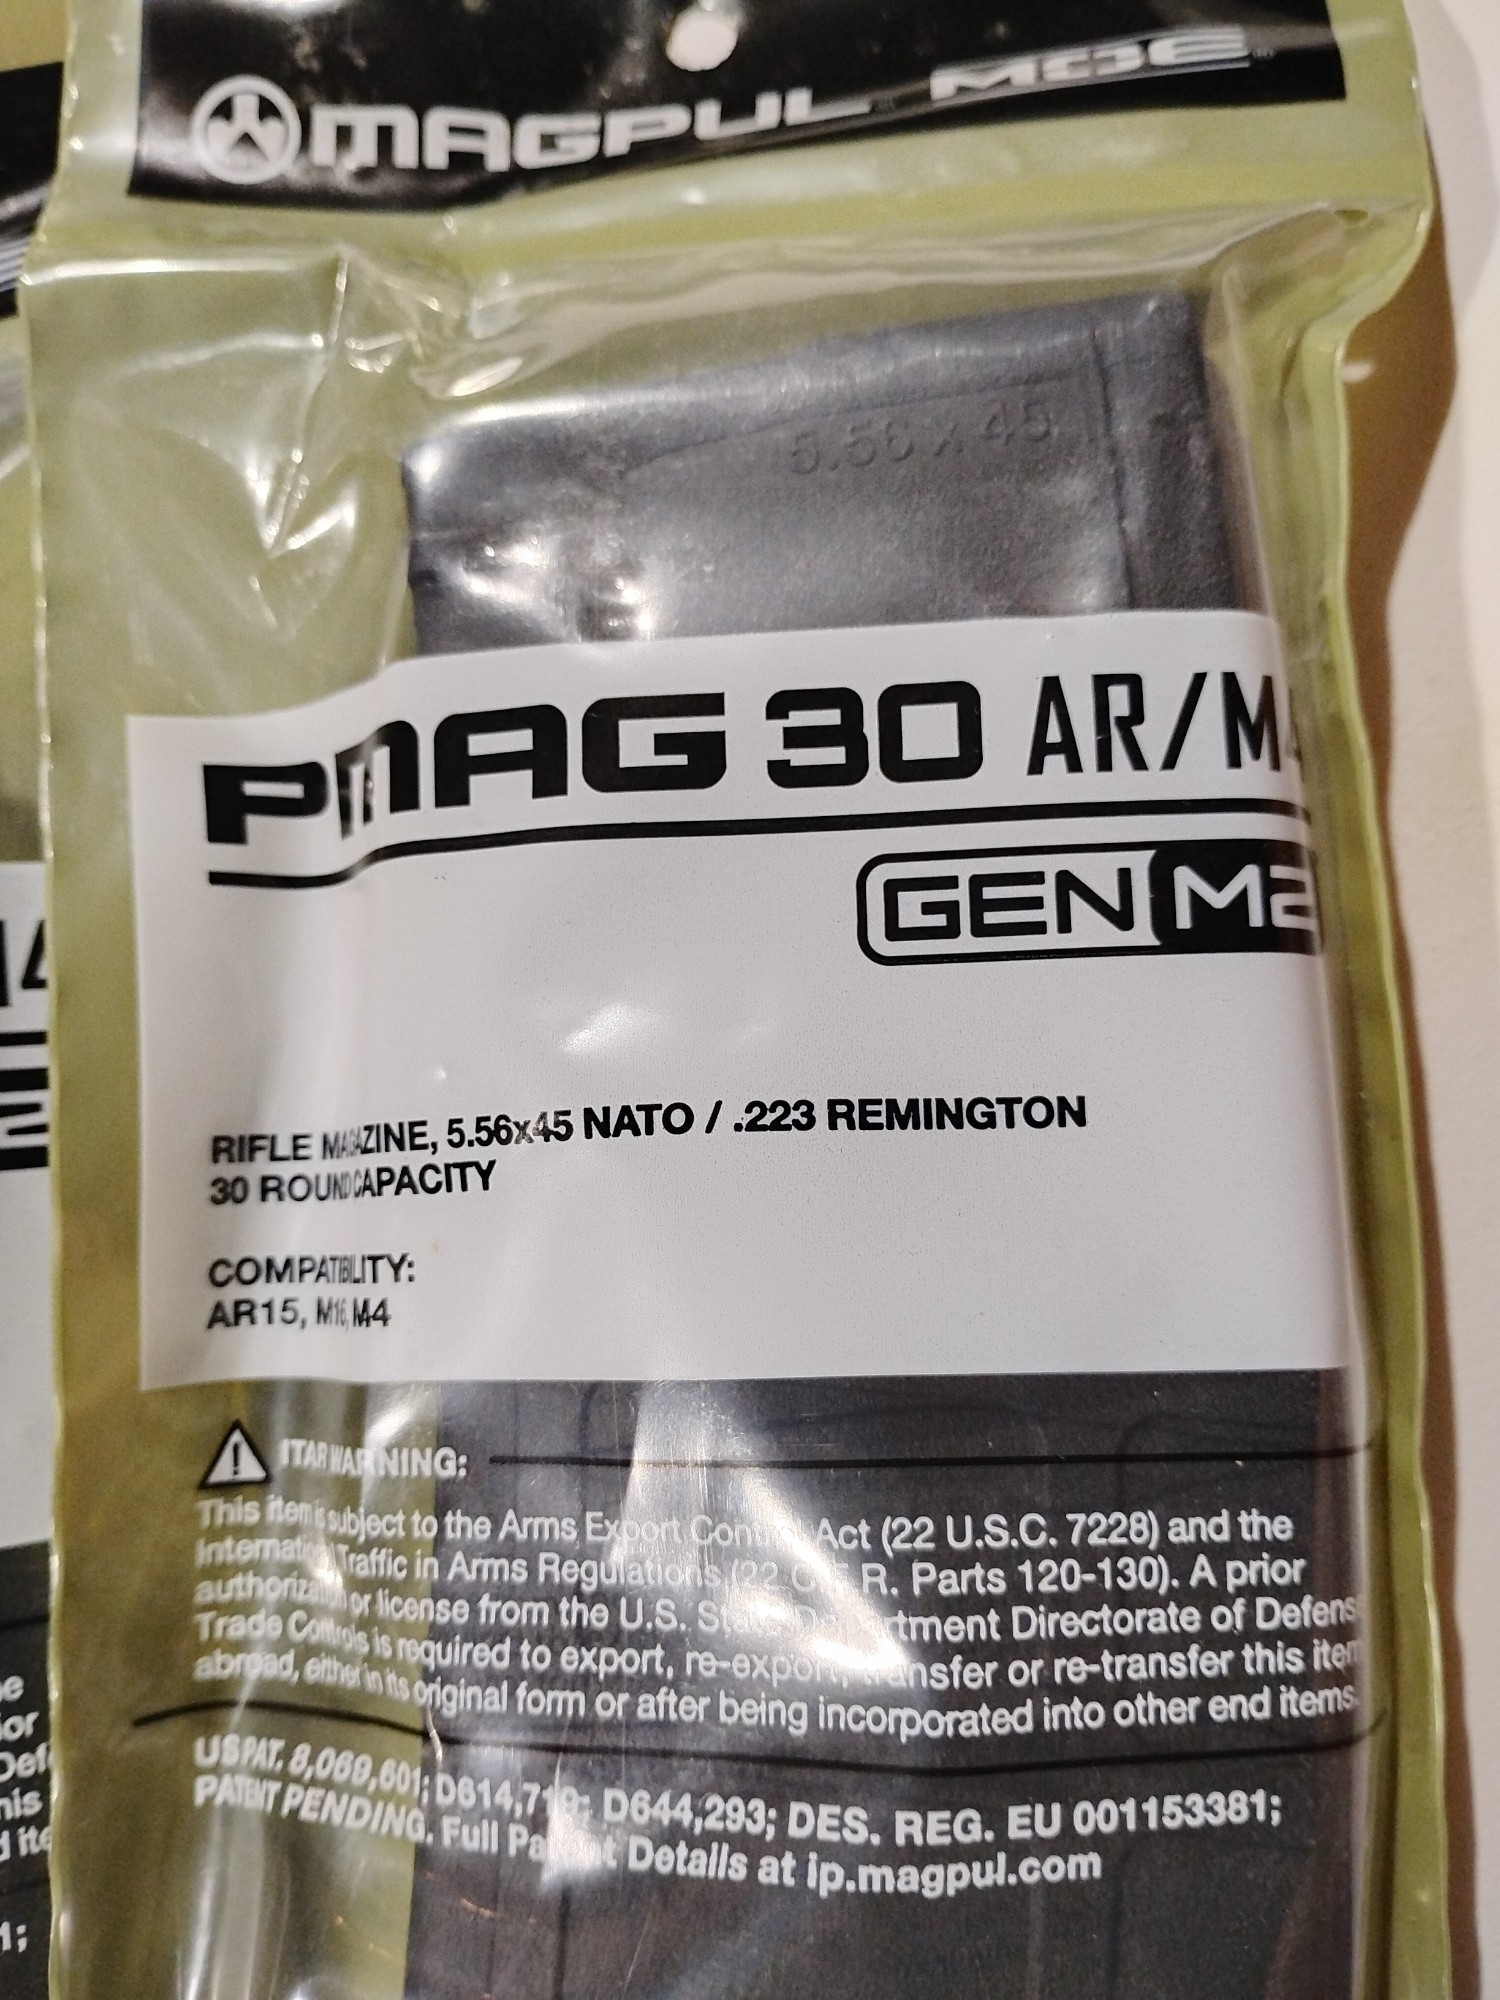 MAGPUL MOE
5.56 X 45
PMAG 30 AR/M4
GEN M2
RIFLE MAGAZINE, 5.56x45 NATO / .223 REMINGTON
30 ROUND CAPACITY
COMPATIBILITY:
AR15, M16, M4
ITAR WARNING:
This item is subject to the Arms Export Control Act (22 U.S.C. 7228) and the
International Traffic in Arms Regulations (22 C.F.R. Parts 120-130). A prior
authorization or license from the U.S. State Department Directorate of Defens
Trade Controls is required to export, re-export, transfer or re-transfer this item
abroad, either in its original form or after being incorporated into other end items.
US PAT. 8,069,601; D614,719; D644,293; DES. REG. EU 001153381;
PATENT PENDING. Full Patent Details at ip.magpul.com